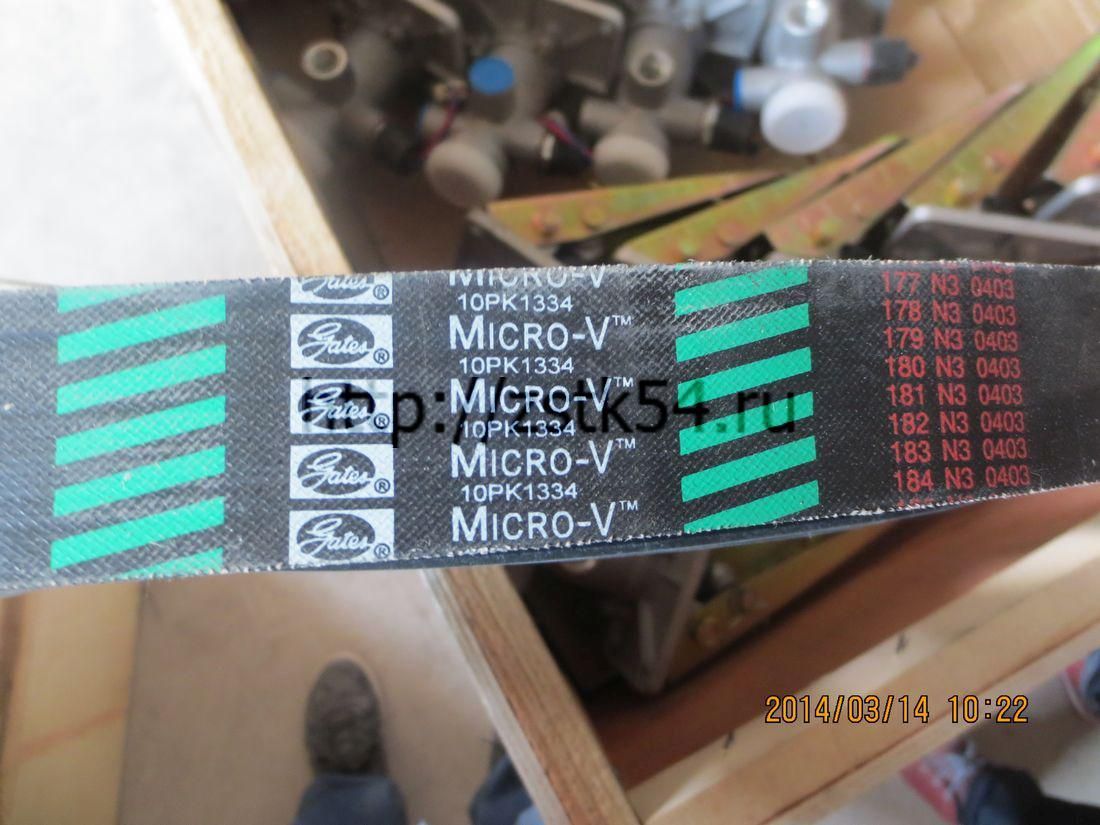 Gates® MICRO-V 177 N3 0403
10PK1334 178 N3 0403
Gates® MICRO-V™ 179 N3 0403
10PK1334 180 N3 0403
Gates® MICRO-V™ 181 N3 0403
10PK1334 182 N3 0403
http://zstk54.ru
Gates® MICRO-V™ 183 N3 0403
10PK1334 184 N3 0403
Gates® MICRO-V™
2014/03/14 10:22